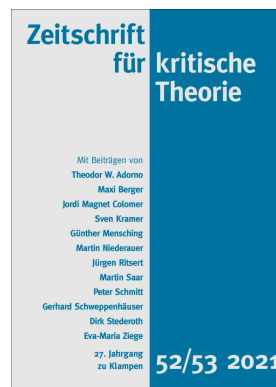 Zeitschrift
für kritische
Theorie
Mit Beiträgen von
Theodor W. Adorno
Maxi Berger
Jordi Magnet Colomer
Sven Kramer
Günther Mensching
Martin Niederauer
Jürgen Ritsert
Martin Saar
Peter Schmitt
Gerhard Schweppenhäuser
Dirk Stederoth
Eva-Maria Ziege
27. Jahrgang
zu Klampen
52/53 2021